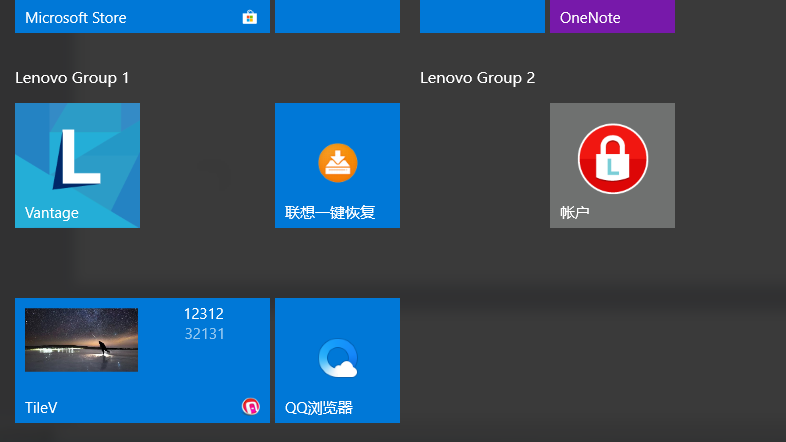 Microsoft Store
OneNote
Lenovo Group 1
Lenovo Group 2
L
Vantage
联想一键恢复
L
帐户
12312
32131
TileV
QQ浏览器